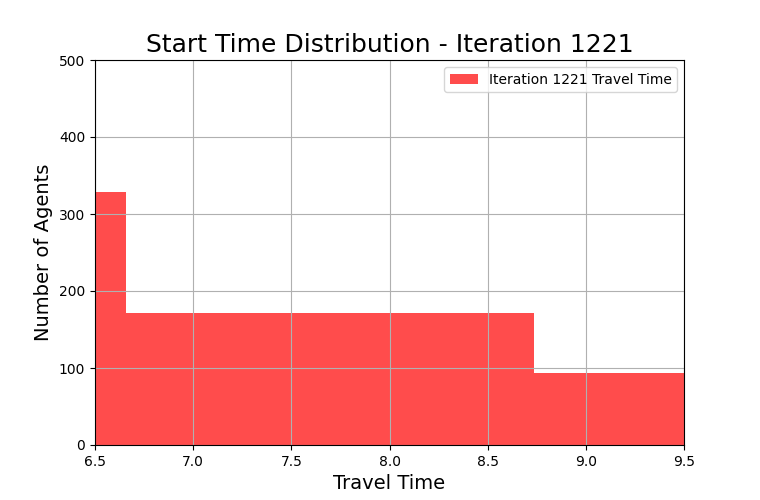 Start Time Distribution - Iteration 1221
Iteration 1221 Travel Time
Number of Agents
500
400
300
200
100
0
6.5 7.0 7.5 8.0 8.5 9.0 9.5
Travel Time